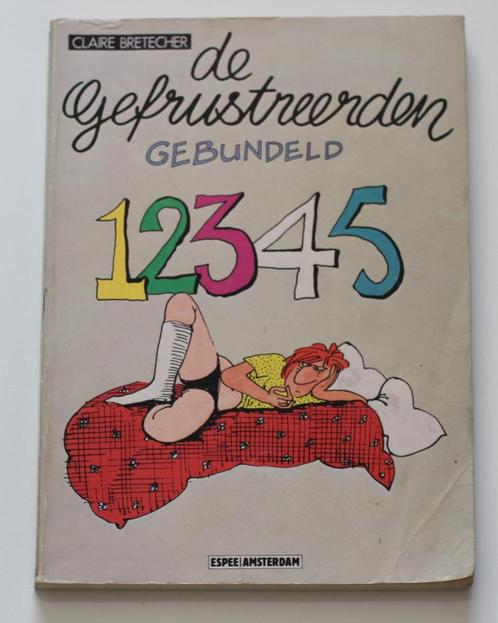 CLAIRE BRETECHER
de
Gefrustreerden
GEBUNDELD
12345
ESPEE|AMSTERDAM